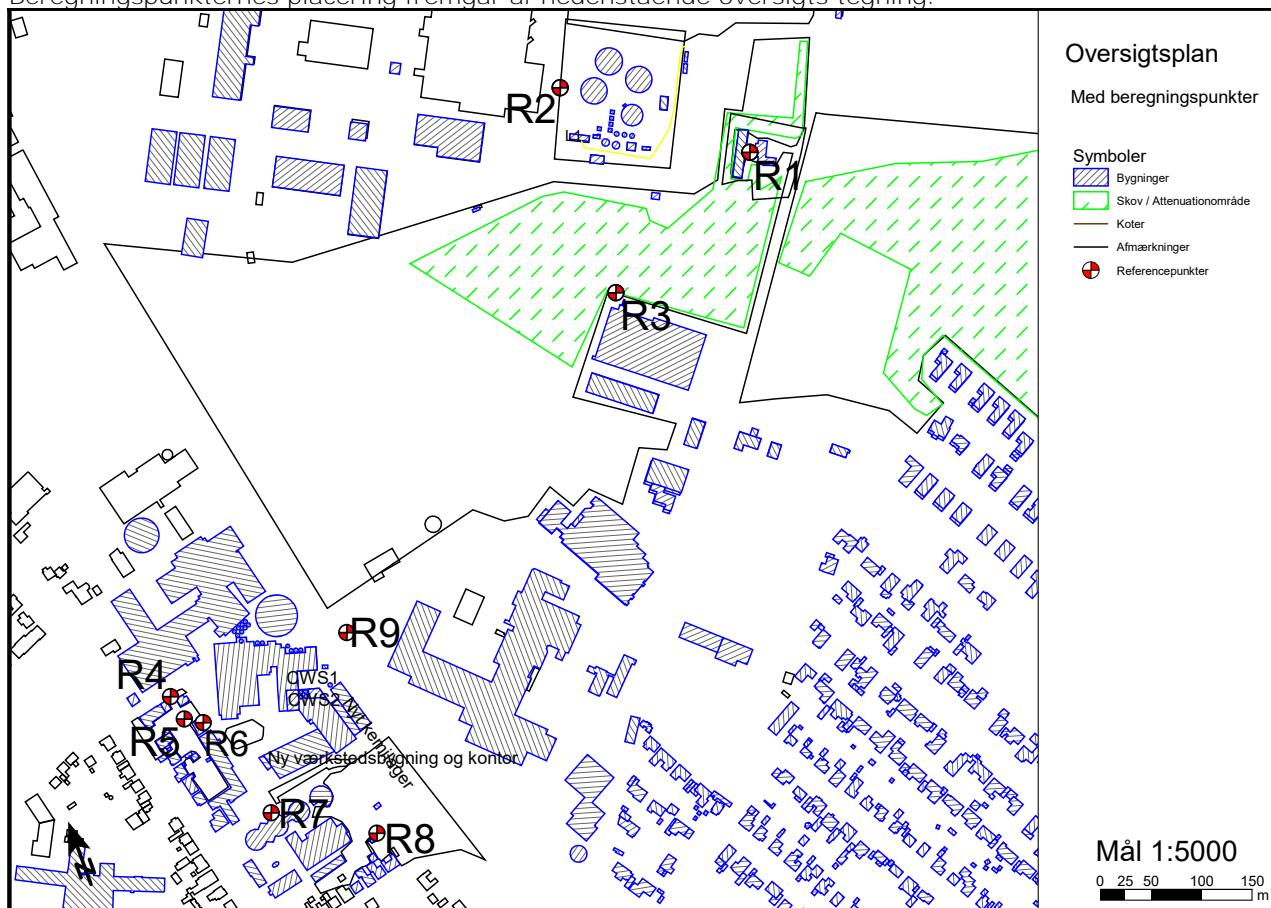 Beregningspunkternes placering fremgår af nedenstående oversigts tegning.
Oversigtsplan
Med beregningspunkter
Symboler
Bygninger
Skov / Attenuationområde
Koter
Afmærkninger
Referencepunkter
R2
L1
R1
R3
R9
R4
CWS1
CWS2
R5
R6
Ny værkstedsbygning og kontor
R7
R8
N
Mål 1:5000
0 25 50 100 150
m